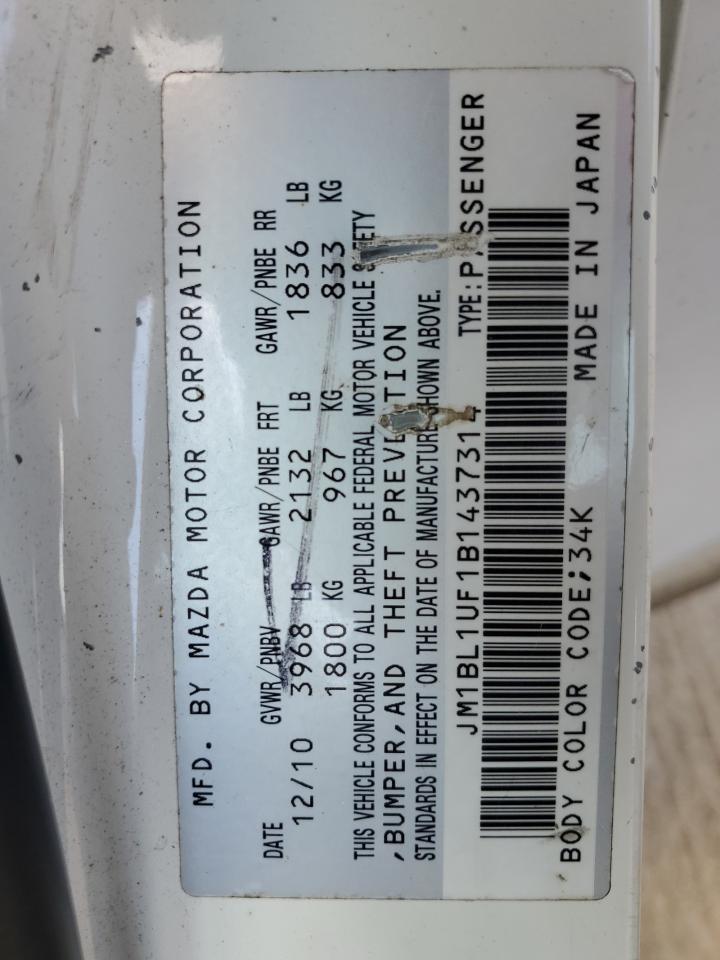 MFD. BY MAZDA MOTOR CORPORATION
DATE GVWR/PNBV GAWR/PNBE FRT GAWR/PNBE RR
12/10 3968 LB 2132 LB 1836 LB
1800 KG 967 KG 833 KG
THIS VEHICLE CONFORMS TO ALL APPLICABLE FEDERAL MOTOR VEHICLE SAFETY
,BUMPER,AND THEFT PREVENTION
STANDARDS IN EFFECT ON THE DATE OF MANUFACTURE SHOWN ABOVE.
JM1BL1UF1B1437314 TYPE:PASSENGER
BODY COLOR CODE;34K MADE IN JAPAN